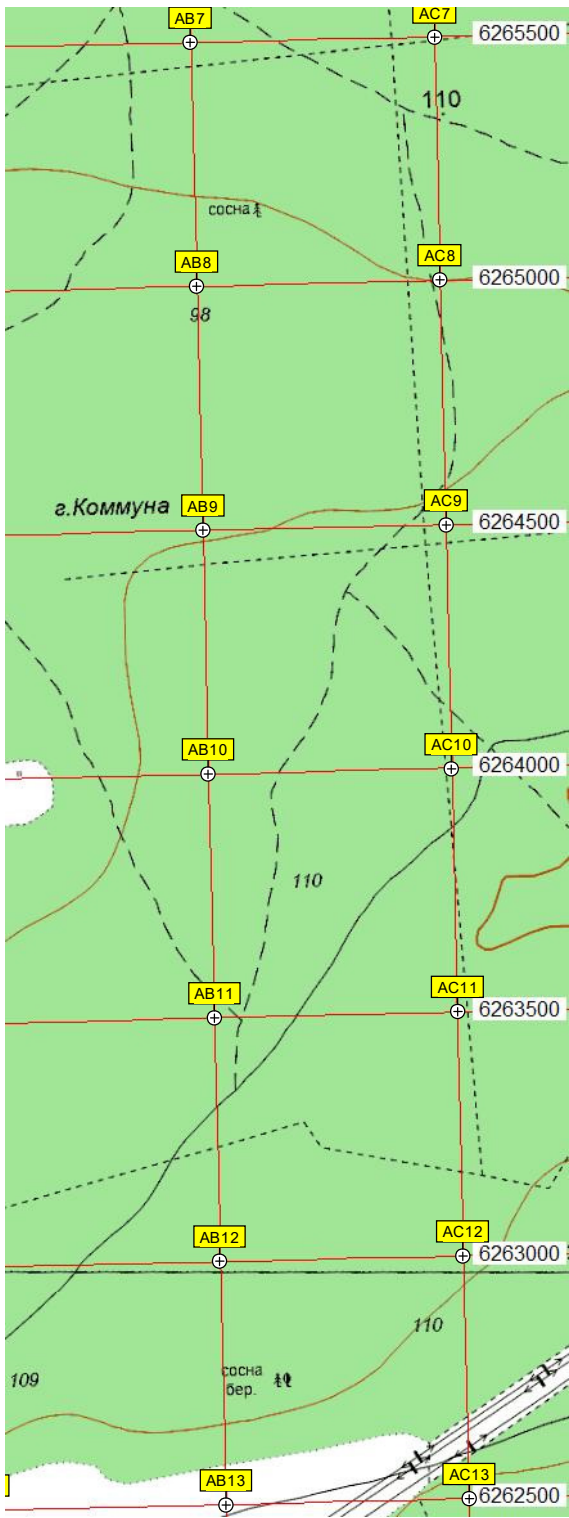 AB7
AC7
6265500
110
сосна
AB8
AC8
6265000
98
г.Коммуна
AB9
AC9
6264500
AB10
AC10
6264000
110
AB11
AC11
6263500
AB12
AC12
6263000
110
109
сосна
бер.
AB13
AC13
6262500